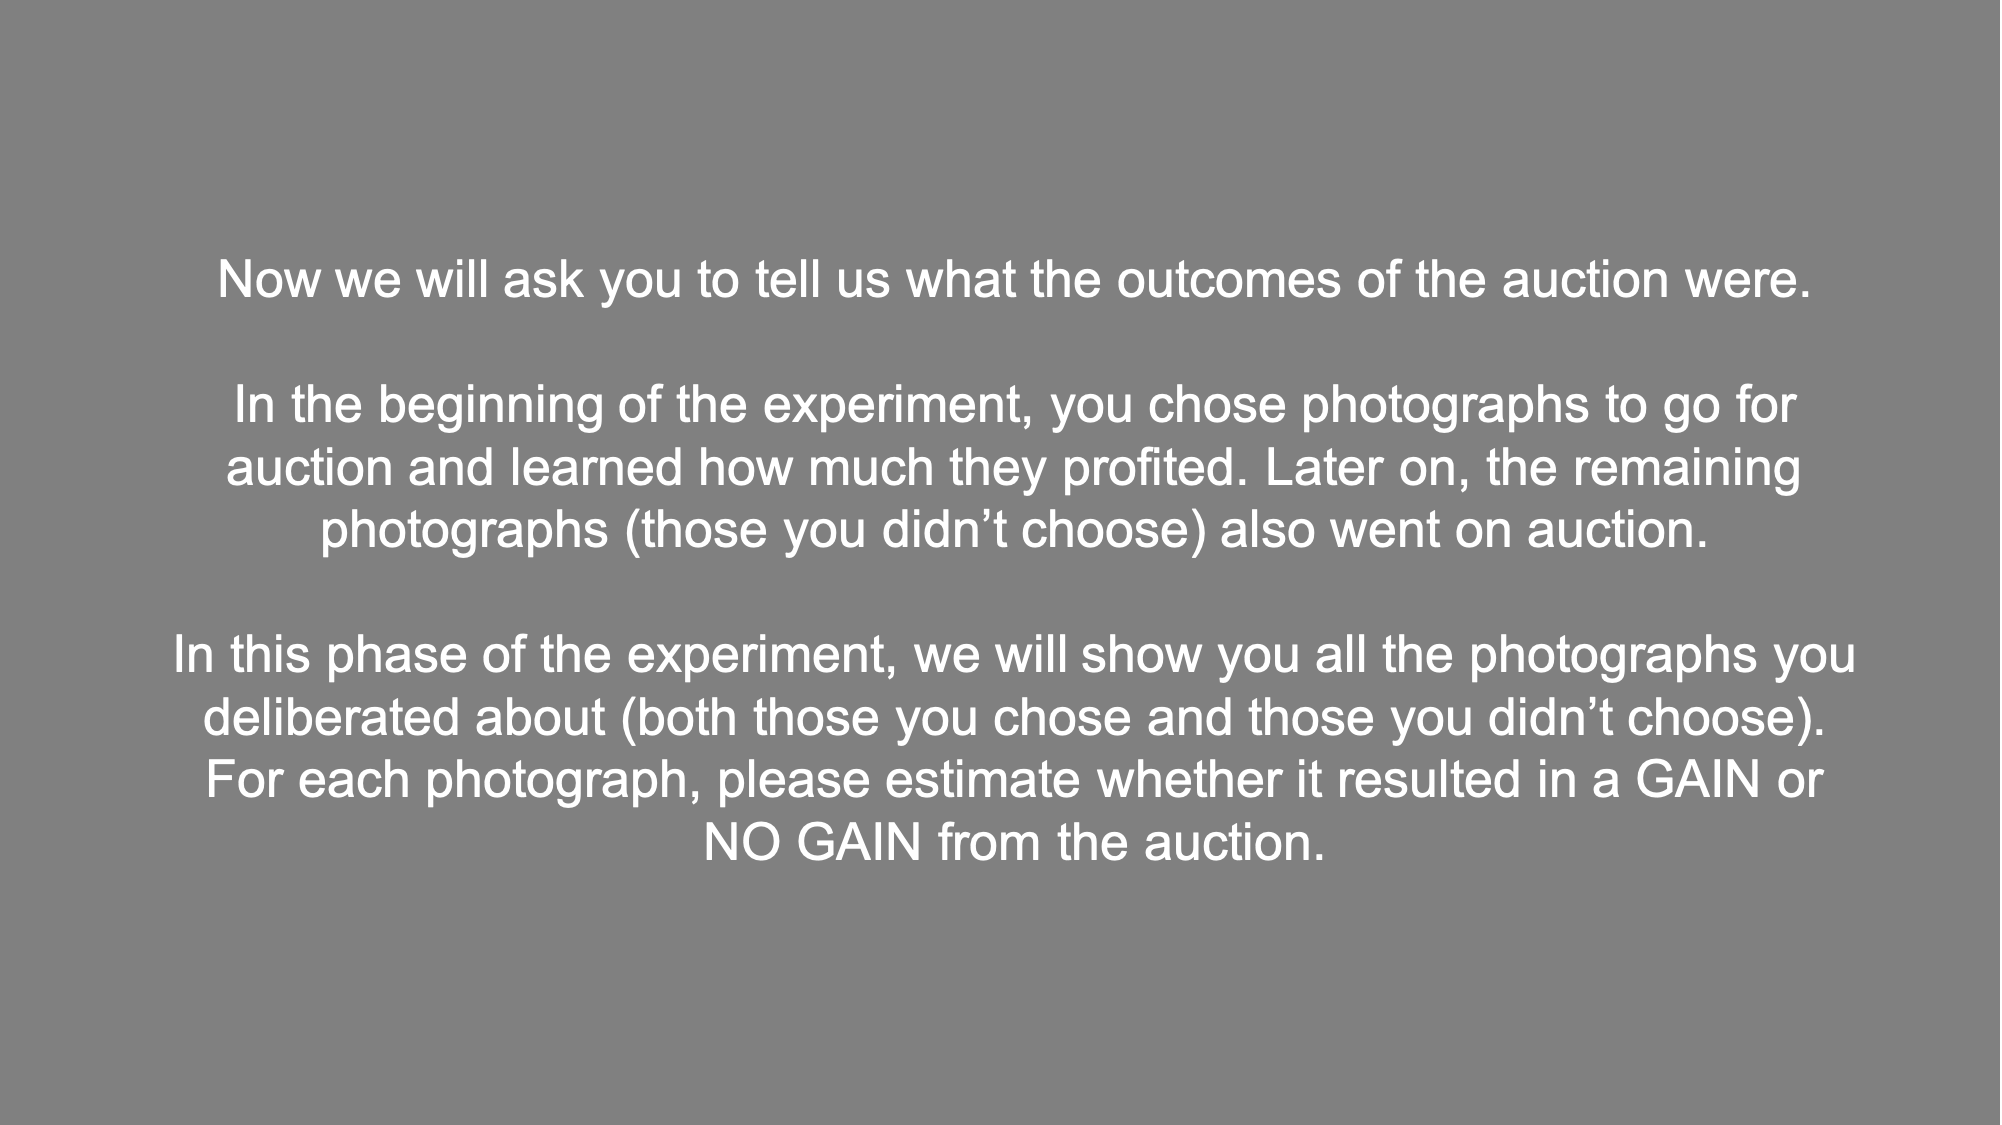 Now we will ask you to tell us what the outcomes of the auction were.
In the beginning of the experiment, you chose photographs to go for
auction and learned how much they profited. Later on, the remaining
photographs (those you didn’t choose) also went on auction.
In this phase of the experiment, we will show you all the photographs you
deliberated about (both those you chose and those you didn’t choose).
For each photograph, please estimate whether it resulted in a GAIN or
NO GAIN from the auction.